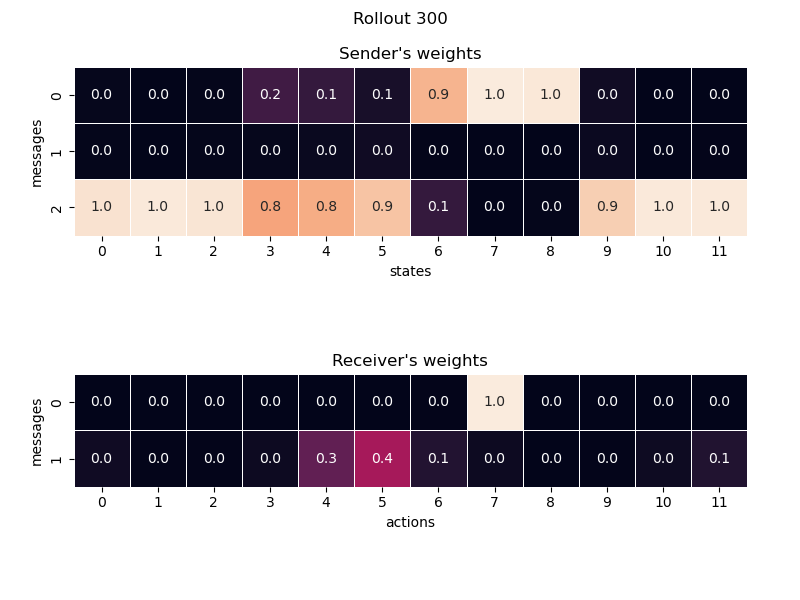 Rollout 300
Sender's weights
messages
0 0.0 0.0 0.0 0.2 0.1 0.1 0.9 1.0 1.0 0.0 0.0 0.0
1 0.0 0.0 0.0 0.0 0.0 0.0 0.0 0.0 0.0 0.0 0.0 0.0
2 1.0 1.0 1.0 0.8 0.8 0.9 0.1 0.0 0.0 0.9 1.0 1.0
0 1 2 3 4 5 6 7 8 9 10 11
states
Receiver's weights
messages
0 0.0 0.0 0.0 0.0 0.0 0.0 0.0 1.0 0.0 0.0 0.0 0.0
1 0.0 0.0 0.0 0.0 0.3 0.4 0.1 0.0 0.0 0.0 0.0 0.1
0 1 2 3 4 5 6 7 8 9 10 11
actions